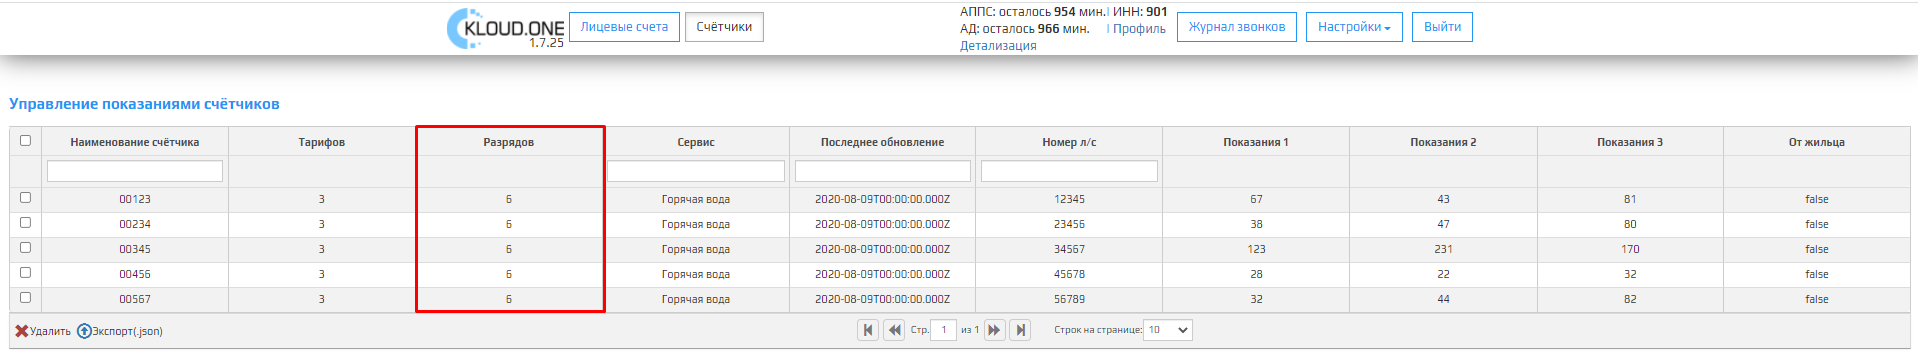 KLOUD.ONE
1.7.25
Лицевые счета
Счётчики
АППС: осталось 954 мин.| ИНН: 901
АД: осталось 966 мин. | Профиль
Детализация
Журнал звонков
Настройки
Выйти
Управление показаниями счётчиков
Наименование счётчика Тарифов Разрядов Сервис Последнее обновление Номер л/с Показания 1 Показания 2 Показания 3 От жильца
00123 3 6 Горячая вода 2020-08-09T00:00:00.000Z 12345 67 43 81 false
00234 3 6 Горячая вода 2020-08-09T00:00:00.000Z 23456 38 47 80 false
00345 3 6 Горячая вода 2020-08-09T00:00:00.000Z 34567 123 231 170 false
00456 3 6 Горячая вода 2020-08-09T00:00:00.000Z 45678 28 22 32 false
00567 3 6 Горячая вода 2020-08-09T00:00:00.000Z 56789 32 44 82 false
Удалить Экспорт(.json) Стр. 1 из 1 Строк на странице: 10